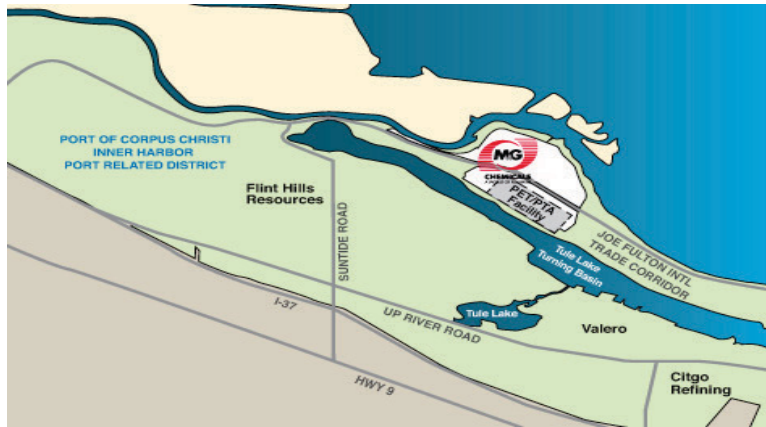 PORT OF CORPUS CHRISTI
INNER HARBOR
PORT RELATED DISTRICT
Flint Hills
Resources
SUNTIDE ROAD
M&G
CHEMICALS
PET/PTA
Facility
JOE FULTON INTL
TRADE CORRIDOR
Tule Lake
Turning Basin
I-37
UP RIVER ROAD
Tule Lake
Valero
HWY 9
Citgo
Refining